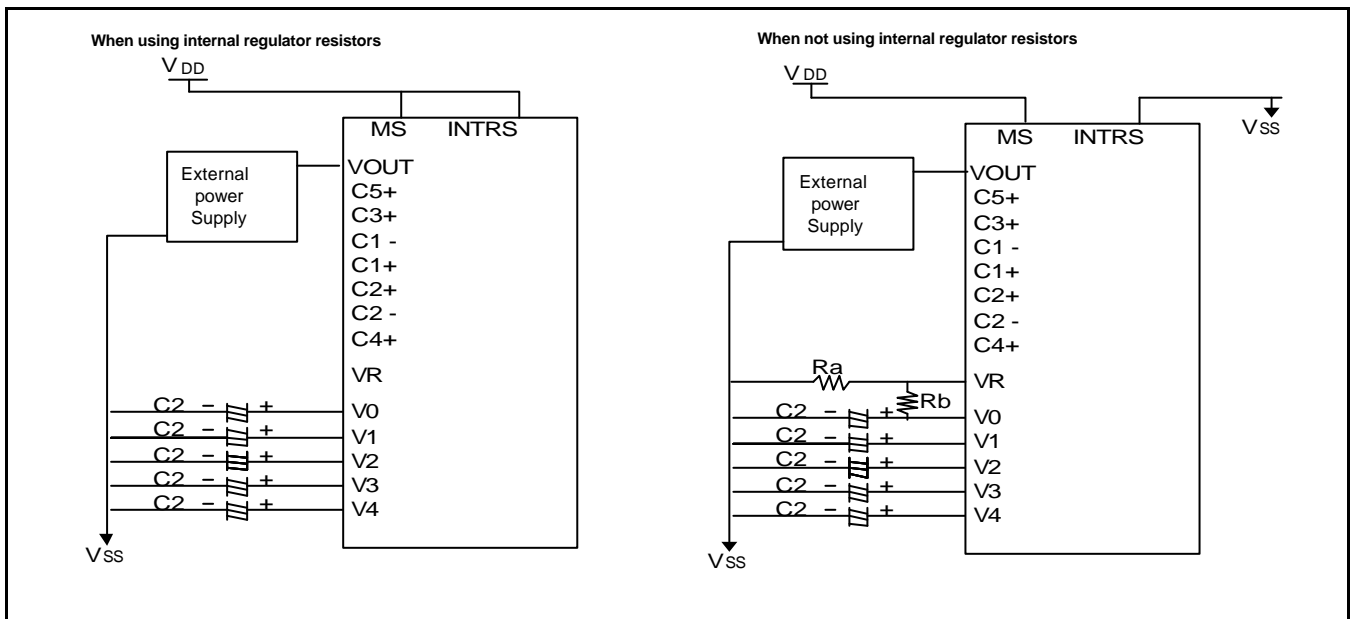 When using internal regulator resistors
VDD
MS INTRS
External
power
Supply
VOUT
C5+
C3+
C1 -
C1+
C2+
C2 -
C4+
VR
C2 - + V0
C2 - + V1
C2 - + V2
C2 - + V3
C2 - + V4
VSS
When not using internal regulator resistors
VDD
VSS
MS INTRS
External
power
Supply
VOUT
C5+
C3+
C1 -
C1+
C2+
C2 -
C4+
Ra VR
Rb
C2 - + V0
C2 - + V1
C2 - + V2
C2 - + V3
C2 - + V4
VSS